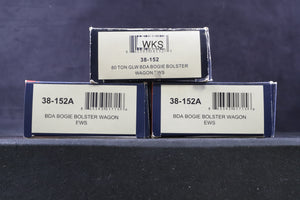 WKS
38-152
80 TON GLW BDA BOGIE BOLSTER
WAGON EWS
38-152A
BDA BOGIE BOLSTER WAGON
EWS
38-152A
BDA BOGIE BOLSTER WAGON
EWS